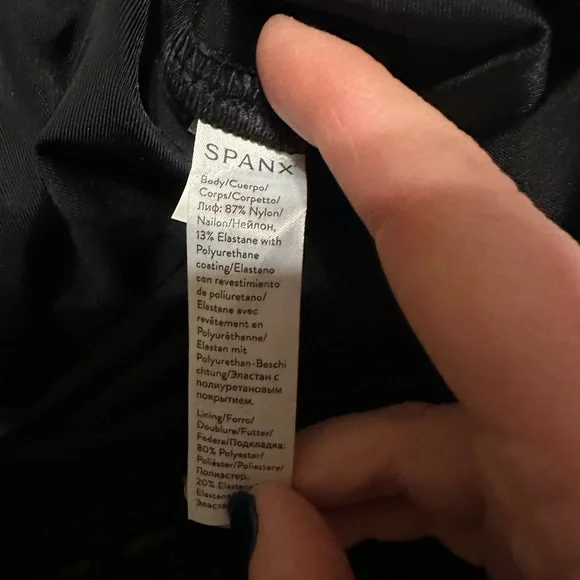 SPANX
Body/Cuerpo/
Corps/Corpetto/
Лиф: 87% Nylon/
Nailon/Нейлон,
13% Elastane with
Polyurethane
coating/Elastano
con revestimiento
de poliuretano/
Elastane avec
revêtement en
Polyuréthanne/
Elastan mit
Polyurethan-Beschi
chtung/Эластан с
полиуретановым
покрытием.
Lining/Forro/
Doublure/Futter/
Fodera/Подкладка:
80% Polyester/
Poliéster/Poliestere/
Полиэстер,
20%